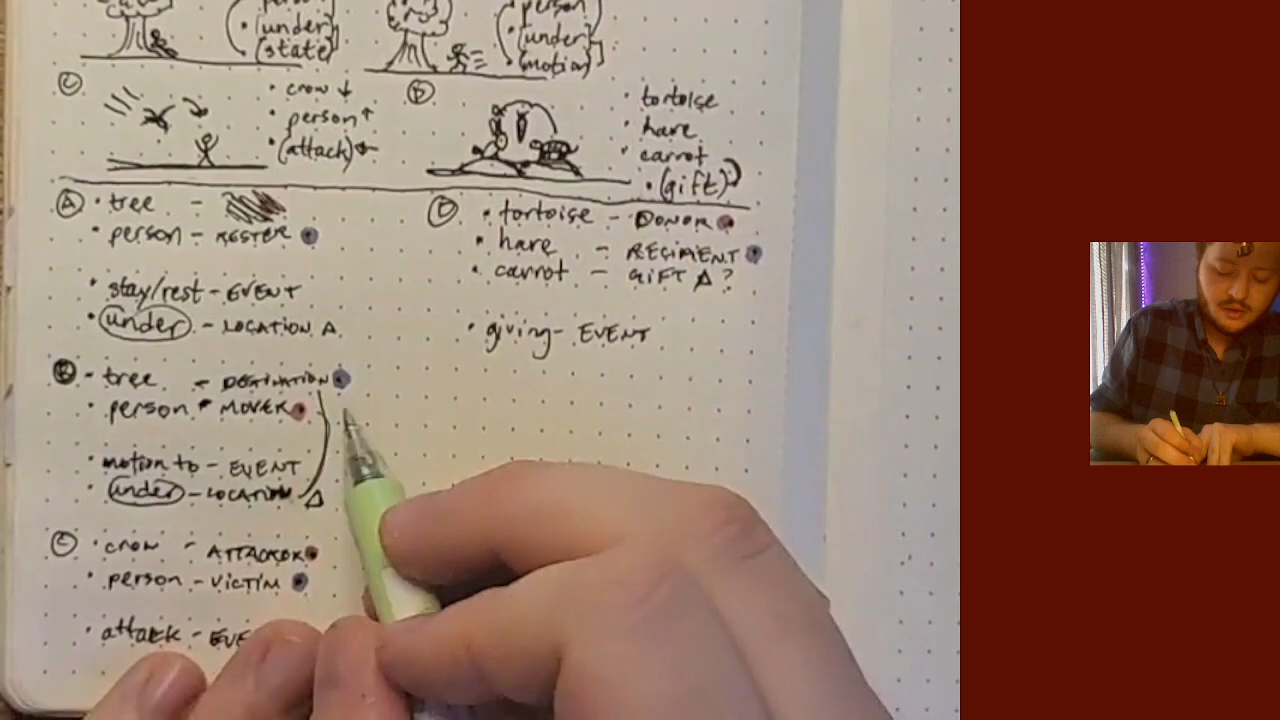 person
• (under)
(state)
person
• (under)
• (motion)
C
• crow ↓
• person ↑
• (attack)
D
• tortoise
• hare
• carrot
• (gift)
A • tree -
• person - RESTER
• stay/rest - EVENT
• under - LOCATION Δ
B - tree - DESTINATION
• person - MOVER
• motion to - EVENT
• under - LOCATION Δ
C • crow - ATTACKER
• person - VICTIM
• attack - EVE
D • tortoise - DONOR
• hare - RECIPIENT
• carrot - GIFT Δ ?
• giving - EVENT